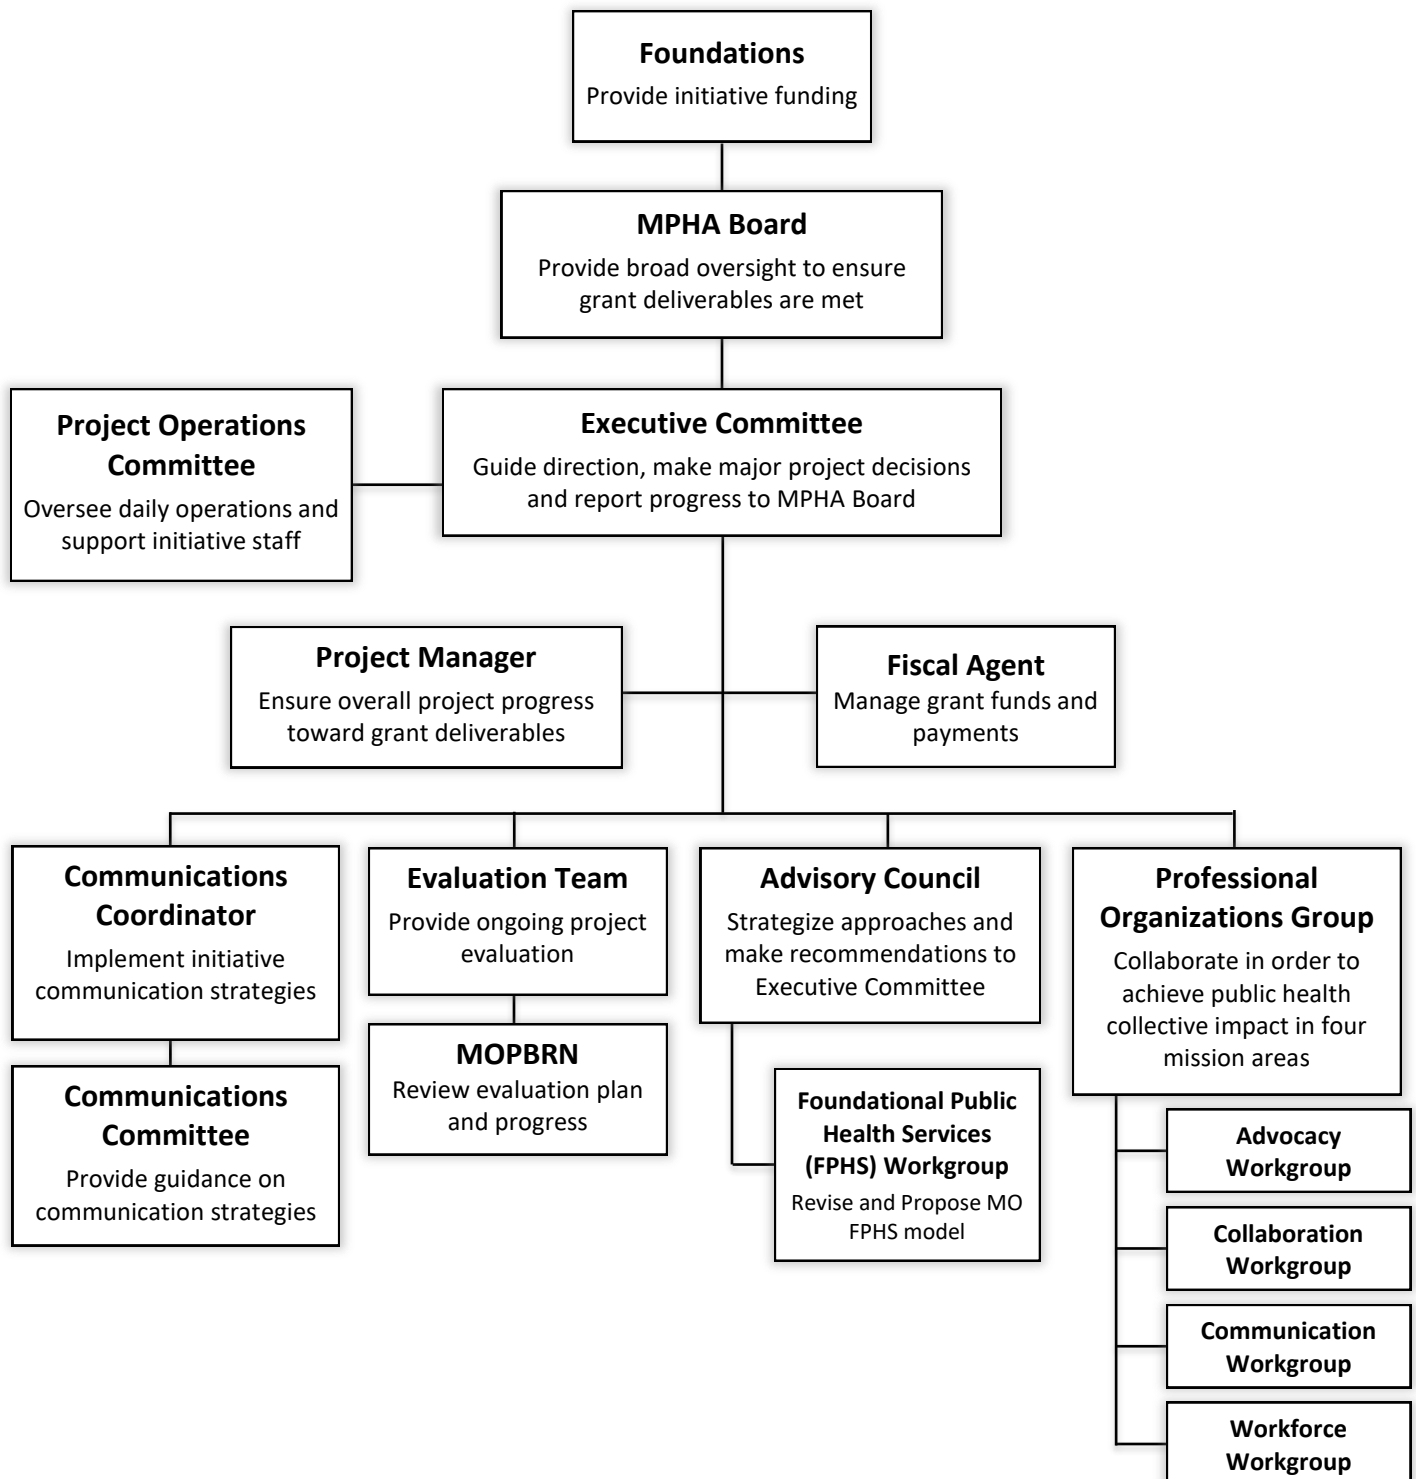 Foundations
Provide initiative funding
MPHA Board
Provide broad oversight to ensure
grant deliverables are met
Project Operations
Committee
Oversee daily operations and
support initiative staff
Executive Committee
Guide direction, make major project decisions
and report progress to MPHA Board
Project Manager
Ensure overall project progress
toward grant deliverables
Fiscal Agent
Manage grant funds and
payments
Communications
Coordinator
Implement initiative
communication strategies
Communications
Committee
Provide guidance on
communication strategies
Evaluation Team
Provide ongoing project
evaluation
MOPBRN
Review evaluation plan
and progress
Advisory Council
Strategize approaches and
make recommendations to
Executive Committee
Foundational Public
Health Services
(FPHS) Workgroup
Revise and Propose MO
FPHS model
Professional
Organizations Group
Collaborate in order to
achieve public health
collective impact in four
mission areas
Advocacy
Workgroup
Collaboration
Workgroup
Communication
Workgroup
Workforce
Workgroup